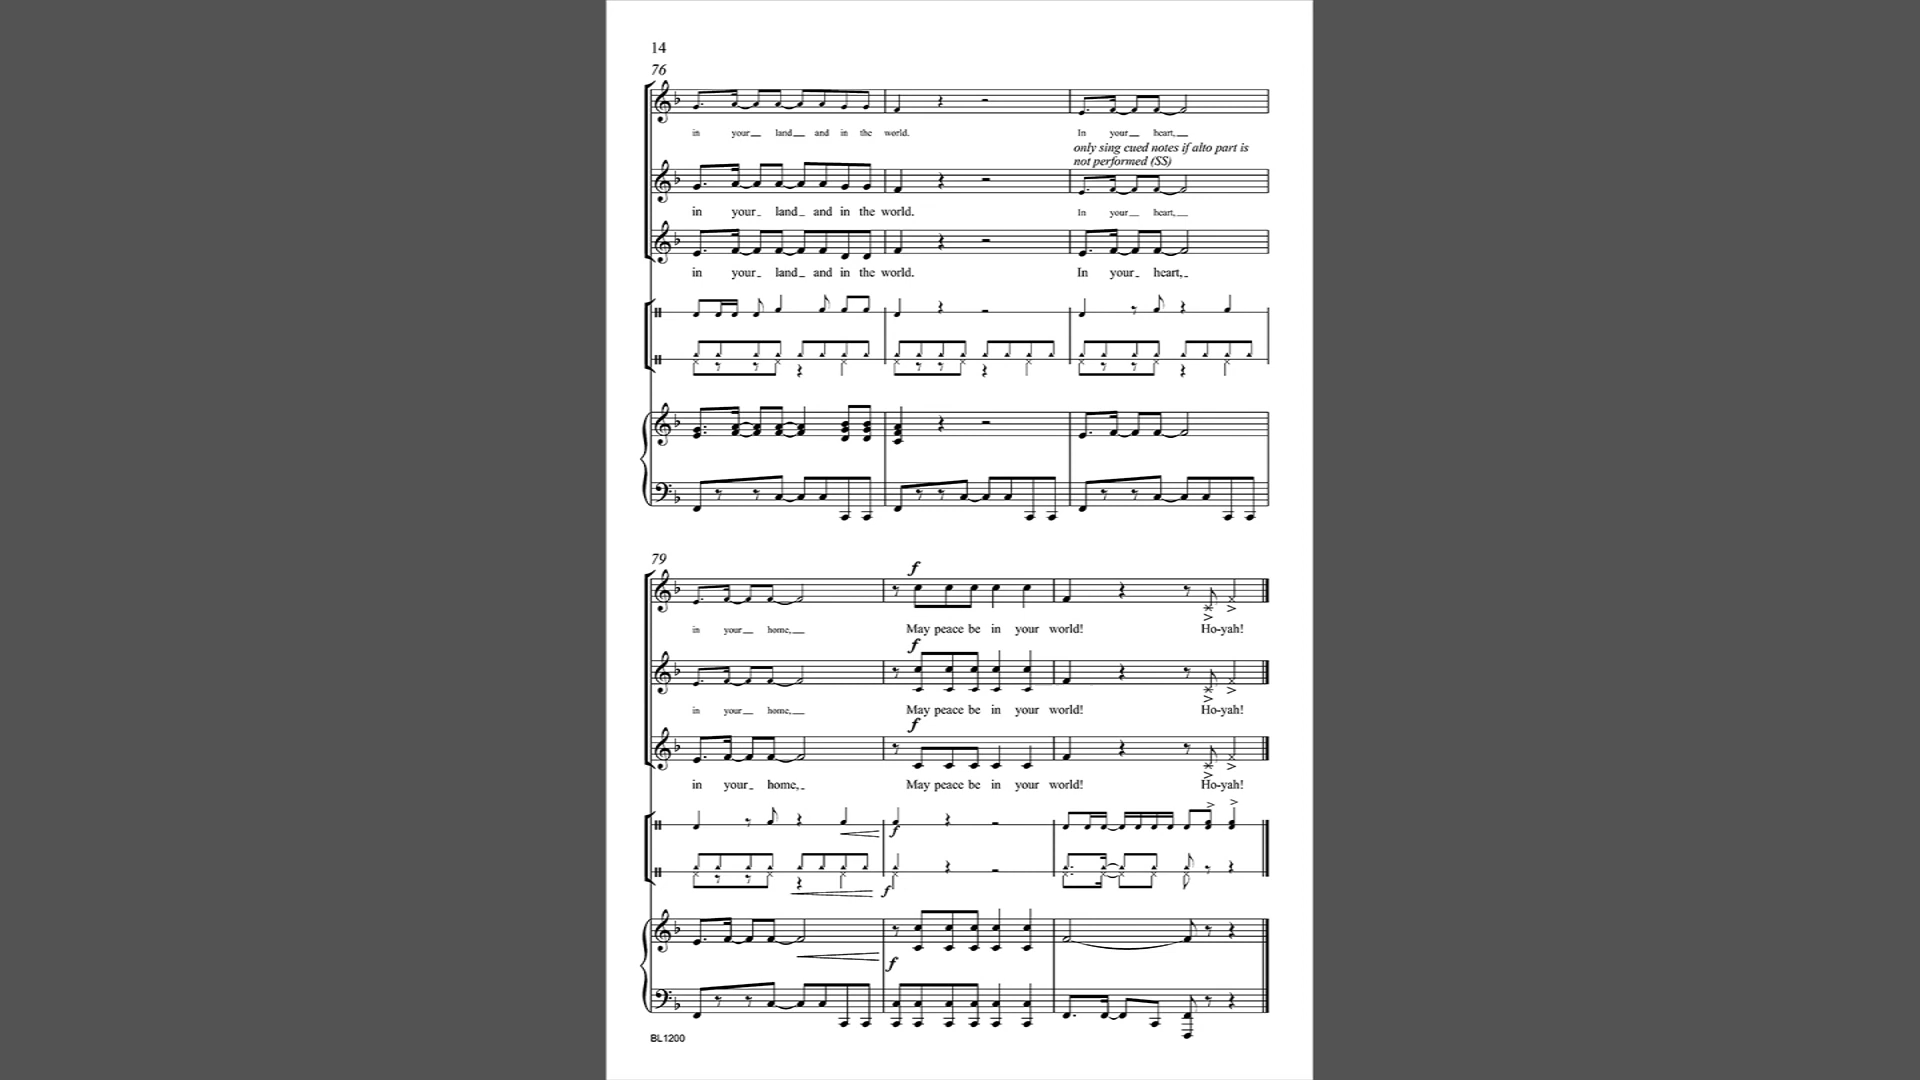 14
76
in your land and in the world. In your heart,
only sing cued notes if alto part is
not performed (SS)
in your land and in the world. In your heart,
in your land and in the world. In your heart,
79
f
in your home, May peace be in your world! Ho-yah!
f
in your home, May peace be in your world! Ho-yah!
f
in your home, May peace be in your world! Ho-yah!
f
f
f
BL1200